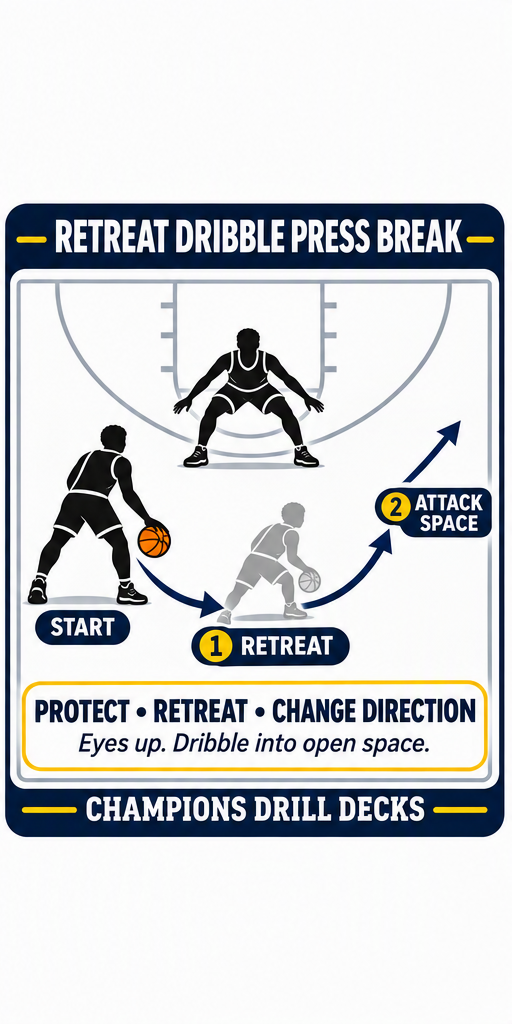 RETREAT DRIBBLE PRESS BREAK
2 ATTACK
SPACE
START
1 RETREAT
PROTECT • RETREAT • CHANGE DIRECTION
Eyes up. Dribble into open space.
CHAMPIONS DRILL DECKS